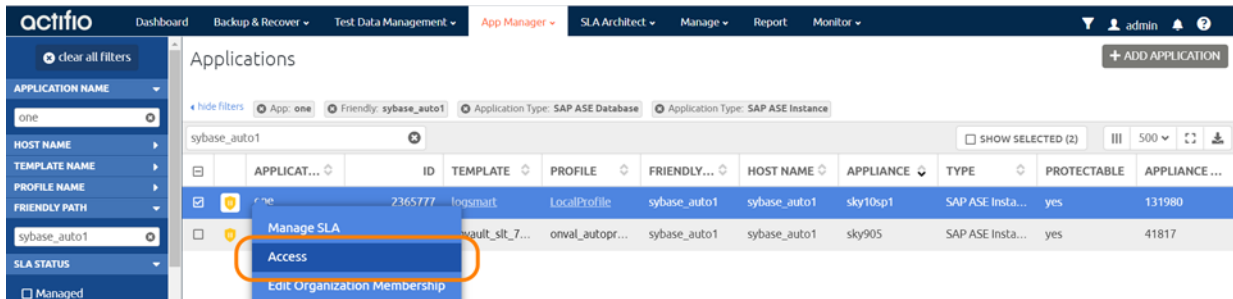 actifio Dashboard Backup & Recover Test Data Management App Manager SLA Architect Manage Report Monitor admin
clear all filters
APPLICATION NAME
one
HOST NAME
TEMPLATE NAME
PROFILE NAME
FRIENDLY PATH
sybase_auto1
SLA STATUS
Managed
Applications
+ ADD APPLICATION
hide filters App: one Friendly: sybase_auto1 Application Type: SAP ASE Database Application Type: SAP ASE Instance
sybase_auto1 SHOW SELECTED (2) 500
APPLICAT... ID TEMPLATE PROFILE FRIENDLY... HOST NAME APPLIANCE TYPE PROTECTABLE APPLIANCE ...
one 2365777 logsmart LocalProfile sybase_auto1 sybase_auto1 sky10sp1 SAP ASE Insta... yes 131980
onval_autopr... sybase_auto1 sybase_auto1 sky905 SAP ASE Insta... yes 41817
Manage SLA
Access
Edit Organization Membership